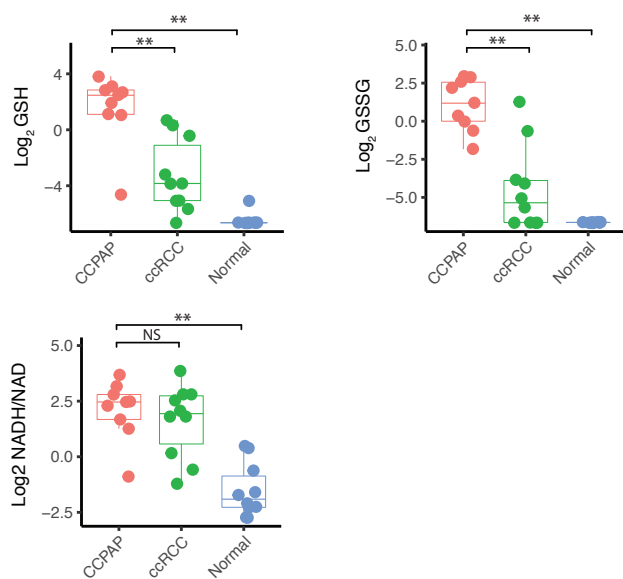 **
**
Log2 GSH
4
0
−4
CCPAP
ccRCC
Normal
**
**
Log2 GSSG
5.0
2.5
0.0
−2.5
−5.0
CCPAP
ccRCC
Normal
**
NS
Log2 NADH/NAD
5.0
2.5
0.0
−2.5
CCPAP
ccRCC
Normal